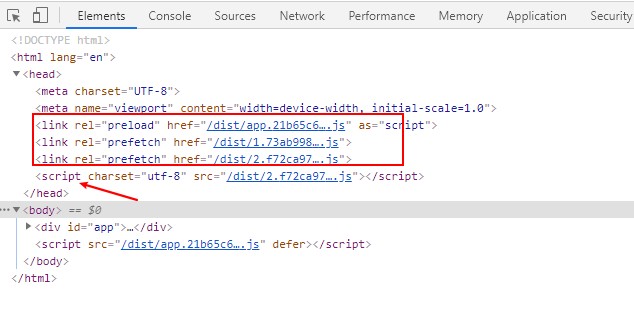 Elements Console Sources Network Performance Memory Application Security
<!DOCTYPE html>
<html lang="en">
<head>
<meta charset="UTF-8">
<meta name="viewport" content="width=device-width, initial-scale=1.0">
<link rel="preload" href="/dist/app.21b65c6….js" as="script">
<link rel="prefetch" href="/dist/1.73ab998….js">
<link rel="prefetch" href="/dist/2.f72ca97….js">
<script charset="utf-8" src="/dist/2.f72ca97….js"></script>
</head>
<body> == $0
<div id="app">…</div>
<script src="/dist/app.21b65c6….js" defer></script>
</body>
</html>